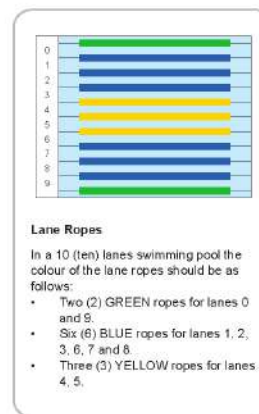 0
1
2
3
4
5
6
7
8
9
Lane Ropes
In a 10 (ten) lanes swimming pool the
colour of the lane ropes should be as
follows:
• Two (2) GREEN ropes for lanes 0
and 9.
• Six (6) BLUE ropes for lanes 1, 2,
3, 6, 7 and 8.
• Three (3) YELLOW ropes for lanes
4, 5.